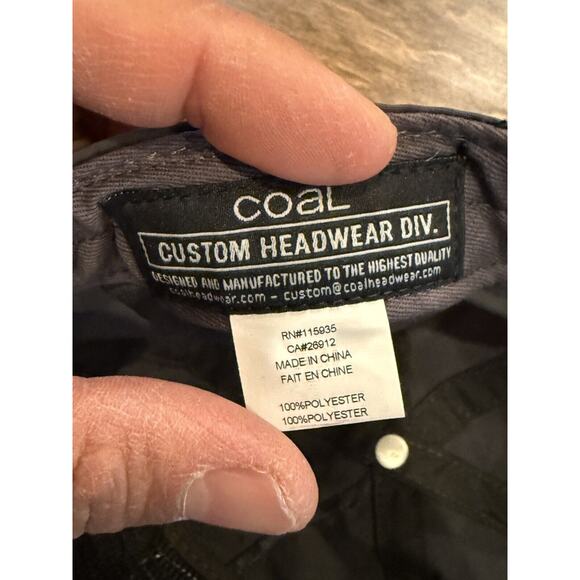 coal
CUSTOM HEADWEAR DIV.
DESIGNED AND MANUFACTURED TO THE HIGHEST QUALITY
coalheadwear.com - custom@coalheadwear.com
RN#115935
CA#26912
MADE IN CHINA
FAIT EN CHINE
100%POLYESTER
100%POLYESTER